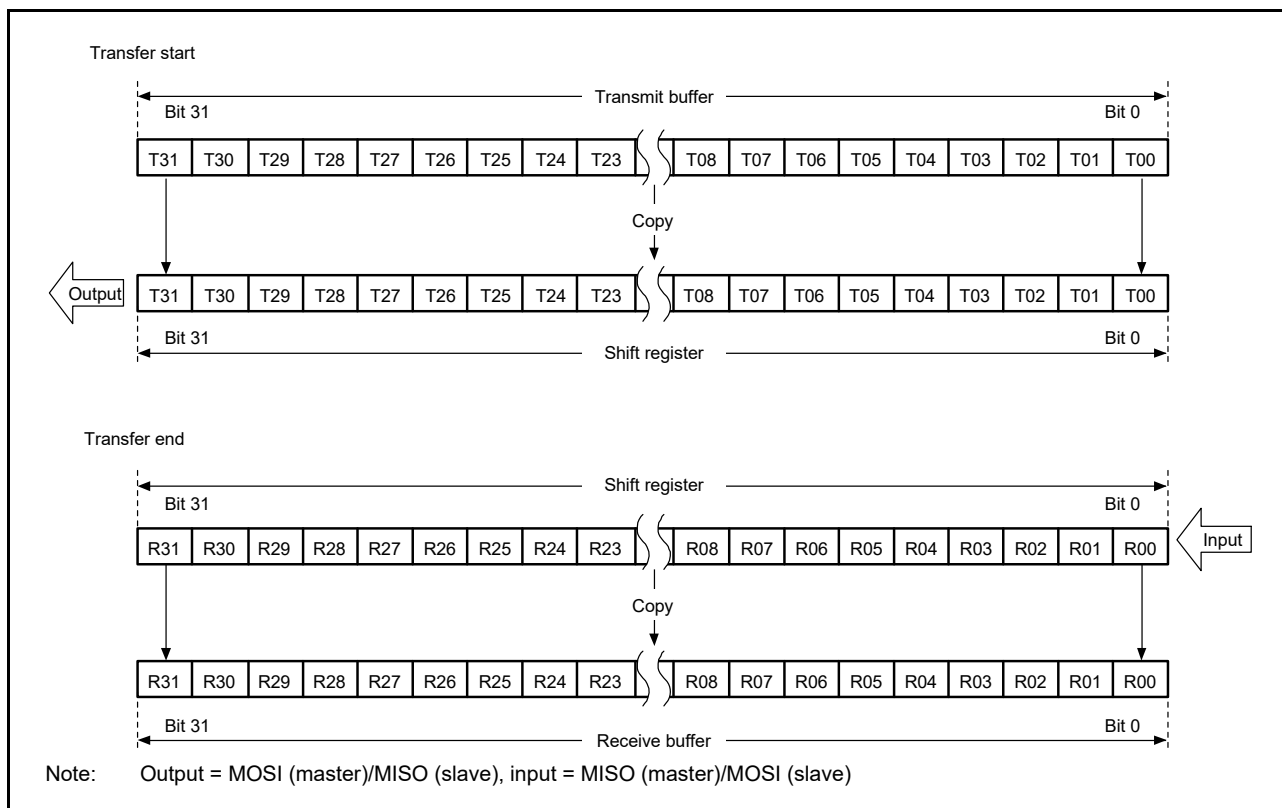 Transfer start
Transmit buffer
Bit 31 Bit 0
T31 T30 T29 T28 T27 T26 T25 T24 T23 T08 T07 T06 T05 T04 T03 T02 T01 T00
Copy
Output T31 T30 T29 T28 T27 T26 T25 T24 T23 T08 T07 T06 T05 T04 T03 T02 T01 T00
Bit 31 Bit 0
Shift register
Transfer end
Shift register
Bit 31 Bit 0
R31 R30 R29 R28 R27 R26 R25 R24 R23 R08 R07 R06 R05 R04 R03 R02 R01 R00 Input
Copy
R31 R30 R29 R28 R27 R26 R25 R24 R23 R08 R07 R06 R05 R04 R03 R02 R01 R00
Bit 31 Bit 0
Receive buffer
Note: Output = MOSI (master)/MISO (slave), input = MISO (master)/MOSI (slave)